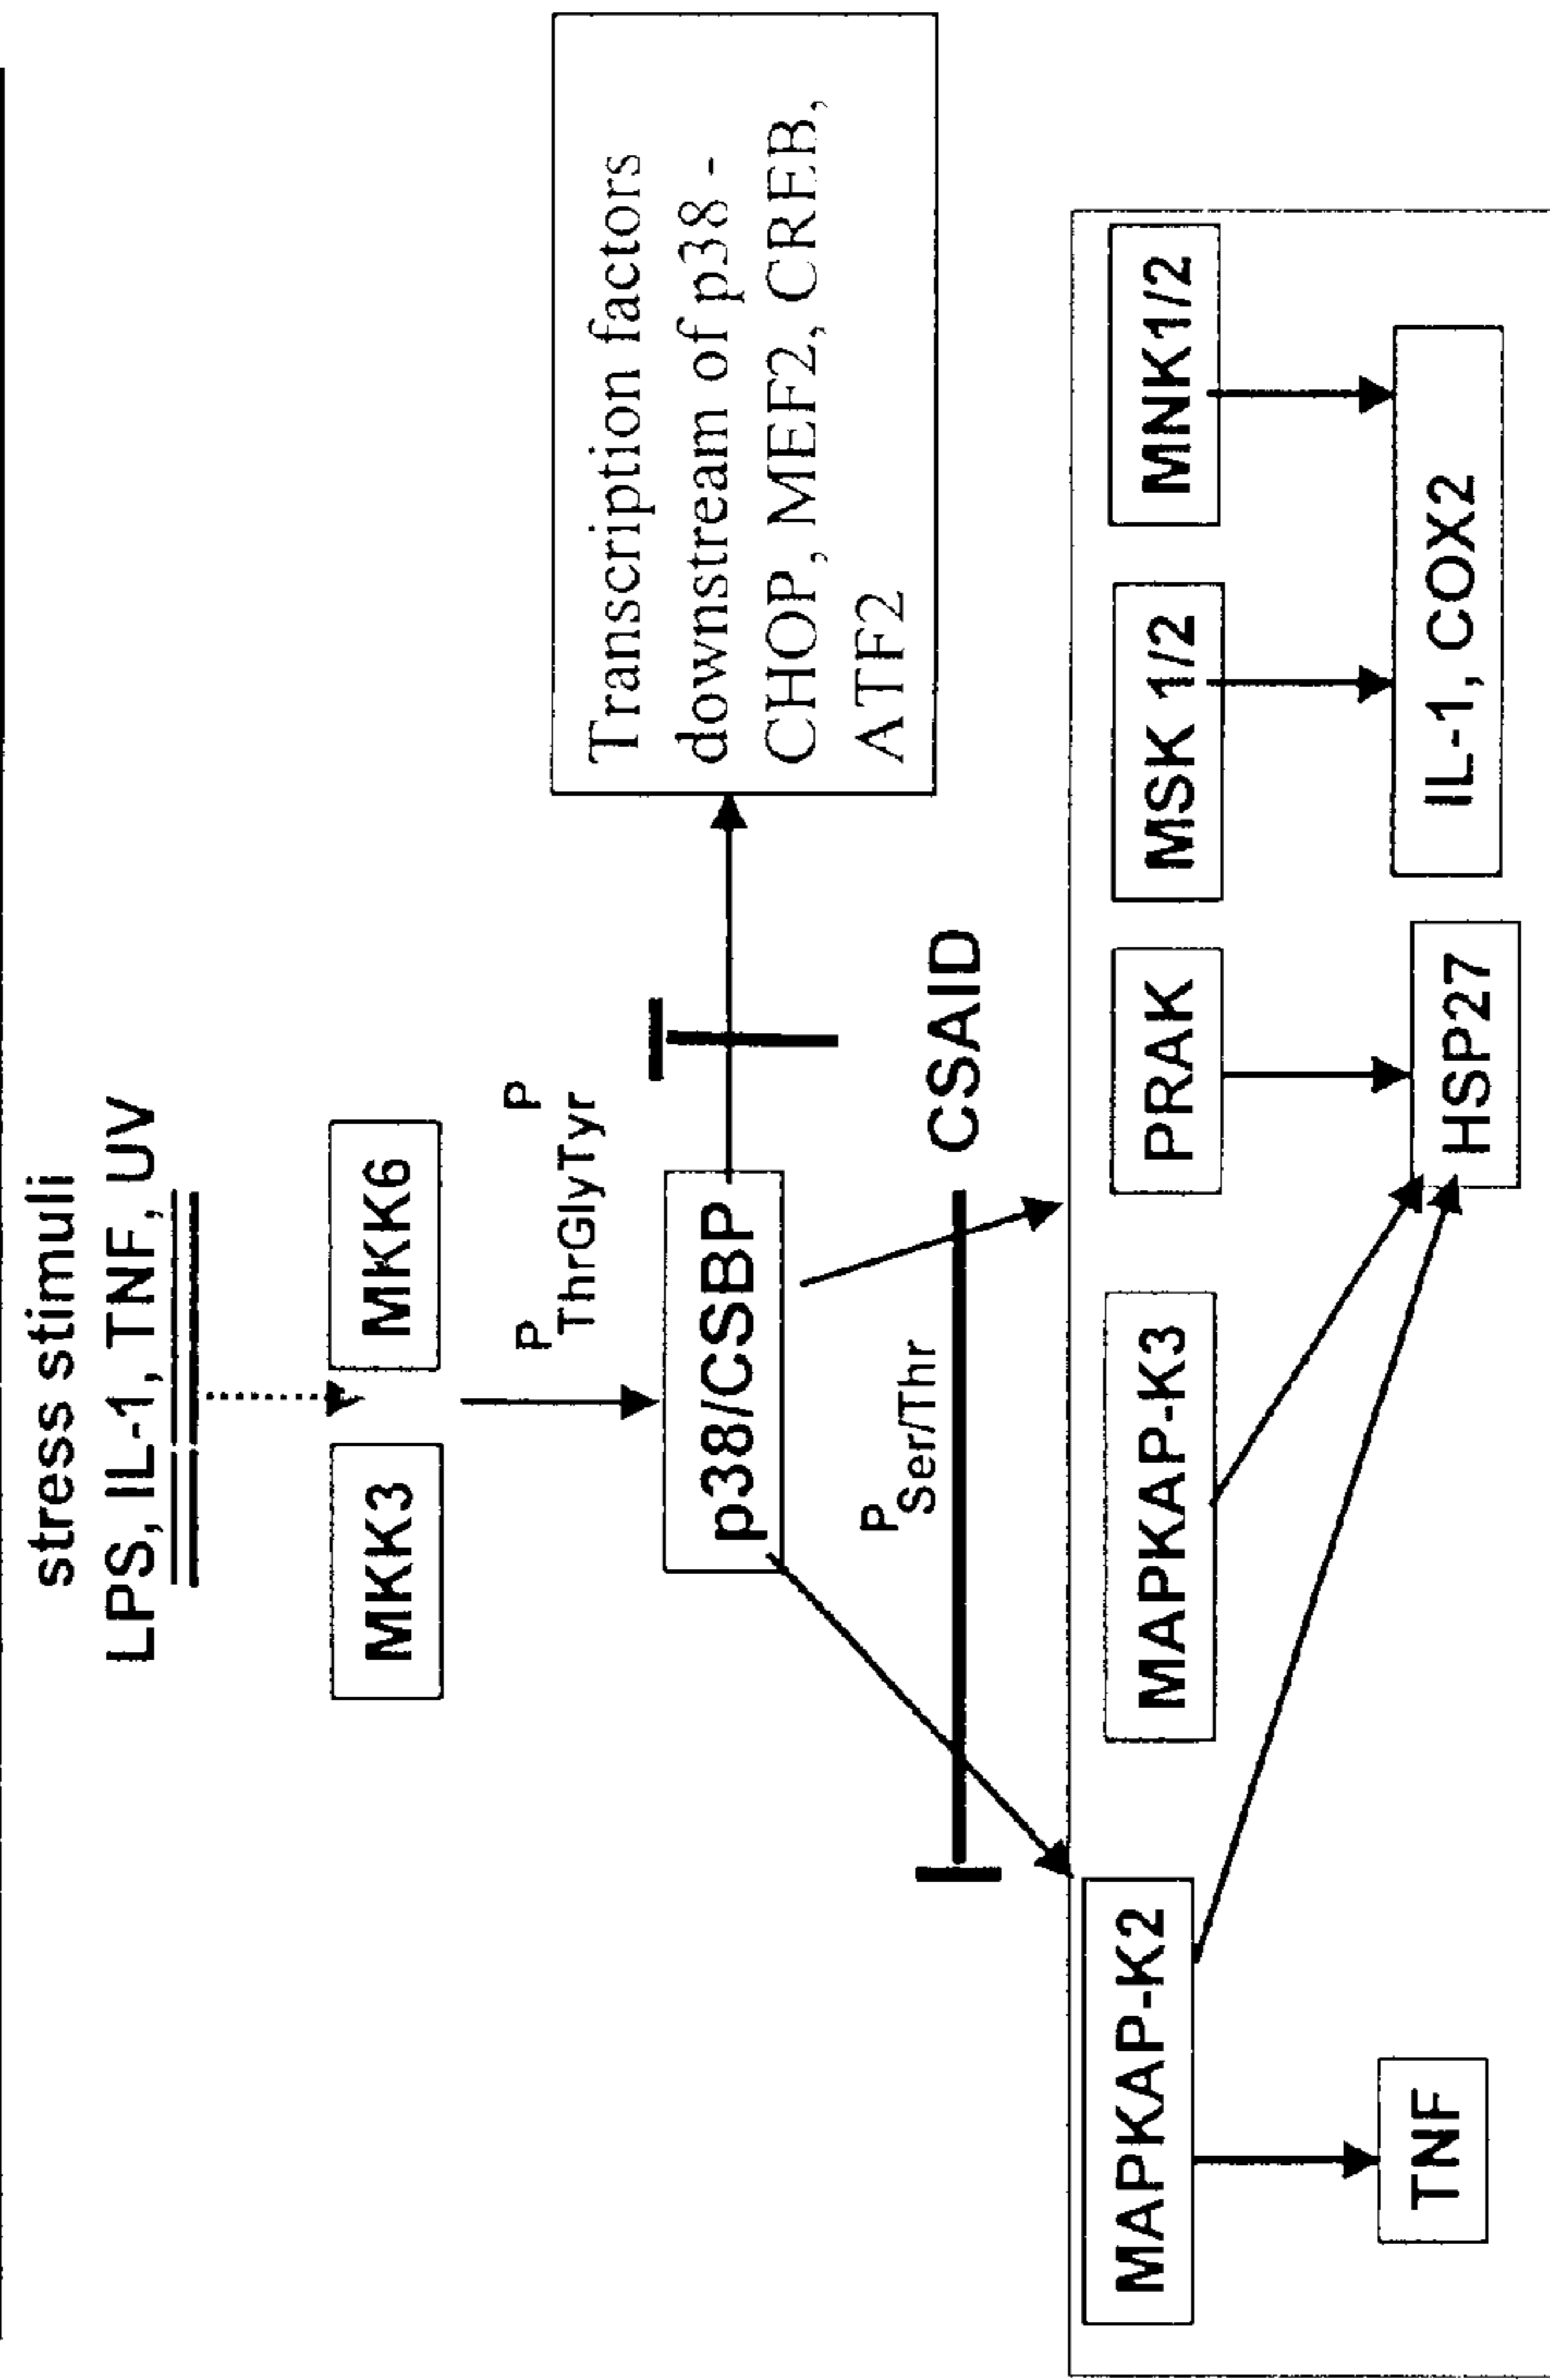 stress stimuli
LPS, IL-1, TNF, UV
MKK3
MKK6
P
P
ThrGlyTyr
p38/CSBP
Transcription factors
downstream of p38 -
CHOP, MEF2, CREB,
ATF2
P
Ser/Thr
CSAID
MAPKAP-K2
MAPKAP-K3
PRAK
MSK 1/2
MNK1/2
TNF
HSP27
IL-1, COX2